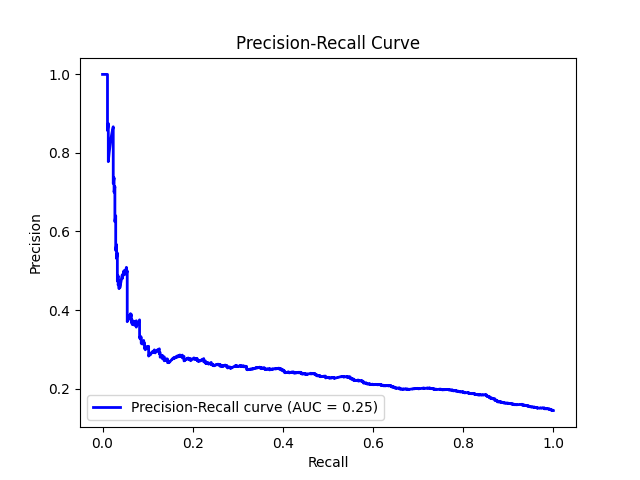 Precision-Recall Curve
Precision
1.0
0.8
0.6
0.4
0.2
Precision-Recall curve (AUC = 0.25)
0.0 0.2 0.4 0.6 0.8 1.0
Recall